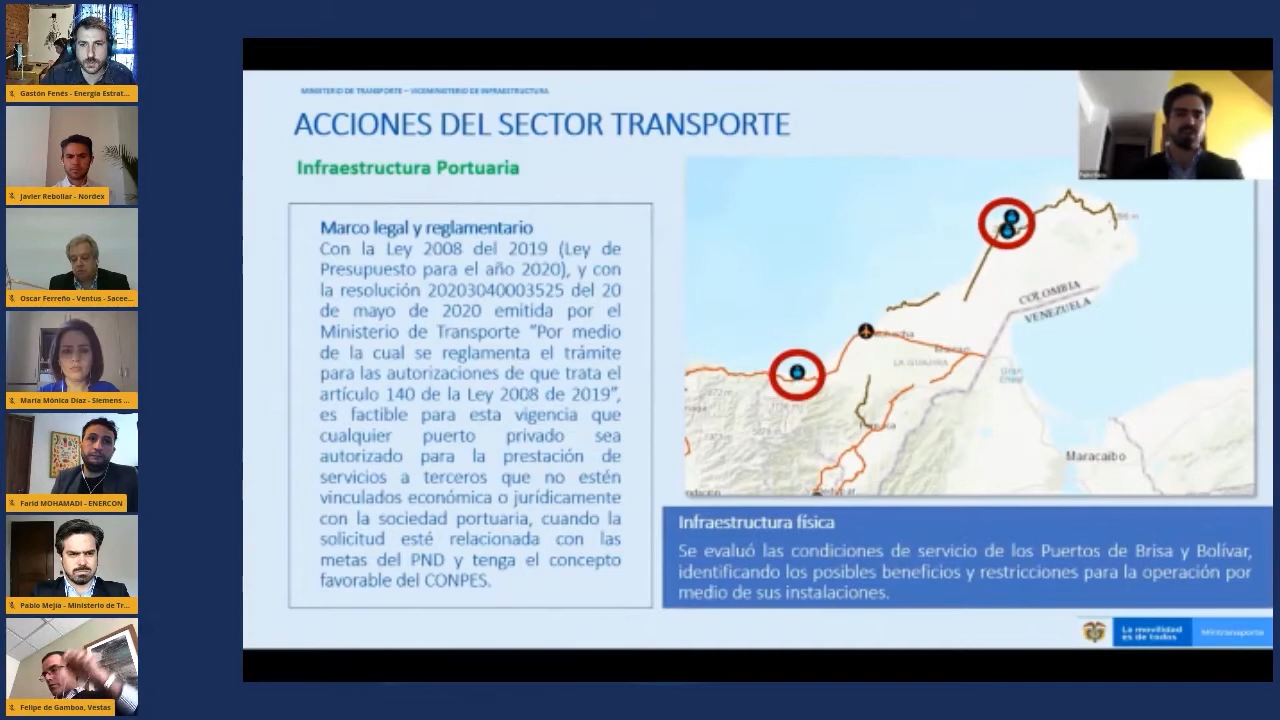 Gastón Fenés - Energía Estrat...
Javier Rebollar - Nordex
Oscar Ferreño - Ventus - Sacee...
María Mónica Díaz - Siemens ...
Farid MOHAMADI - ENERCON
Pablo Mejía - Ministerio de Tr...
Felipe de Gamboa, Vestas
MINISTERIO DE TRANSPORTE – VICEMINISTERIO DE INFRAESTRUCTURA
ACCIONES DEL SECTOR TRANSPORTE
Infraestructura Portuaria
Marco legal y reglamentario
Con la Ley 2008 del 2019 (Ley de
Presupuesto para el año 2020), y con
la resolución 20203040003525 del 20
de mayo de 2020 emitida por el
Ministerio de Transporte "Por medio
de la cual se reglamenta el trámite
para las autorizaciones de que trata el
artículo 140 de la Ley 2008 de 2019",
es factible para esta vigencia que
cualquier puerto privado sea
autorizado para la prestación de
servicios a terceros que no estén
vinculados económica o jurídicamente
con la sociedad portuaria, cuando la
solicitud esté relacionada con las
metas del PND y tenga el concepto
favorable del CONPES.
COLOMBIA
VENEZUELA
LA GUAJIRA
Maracaibo
Infraestructura física
Se evaluó las condiciones de servicio de los Puertos de Brisa y Bolívar,
identificando los posibles beneficios y restricciones para la operación por
medio de sus instalaciones.
La movilidad
es de todos
Mintransporte